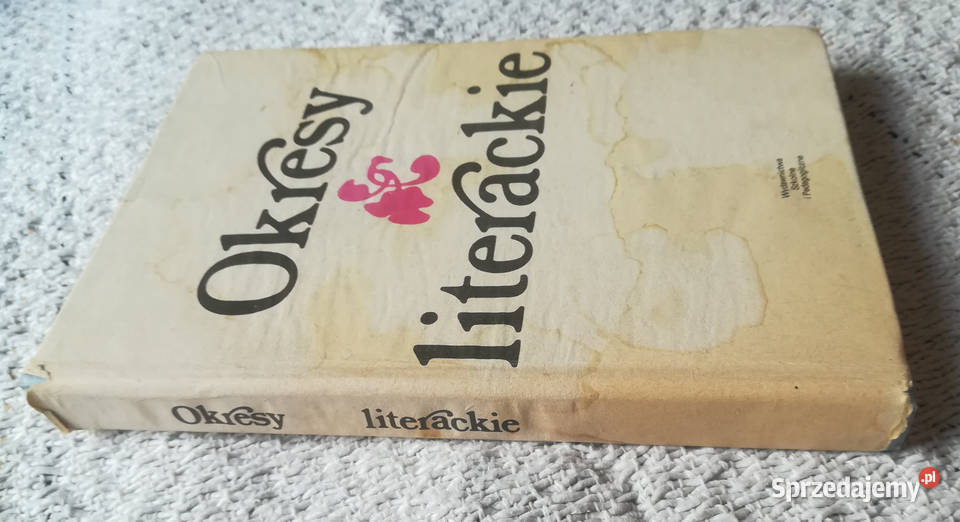 Okresy
literackie
Wydawnictwa
Szkolne
i Pedagogiczne
Okresy literackie
Sprzedajemy.pl